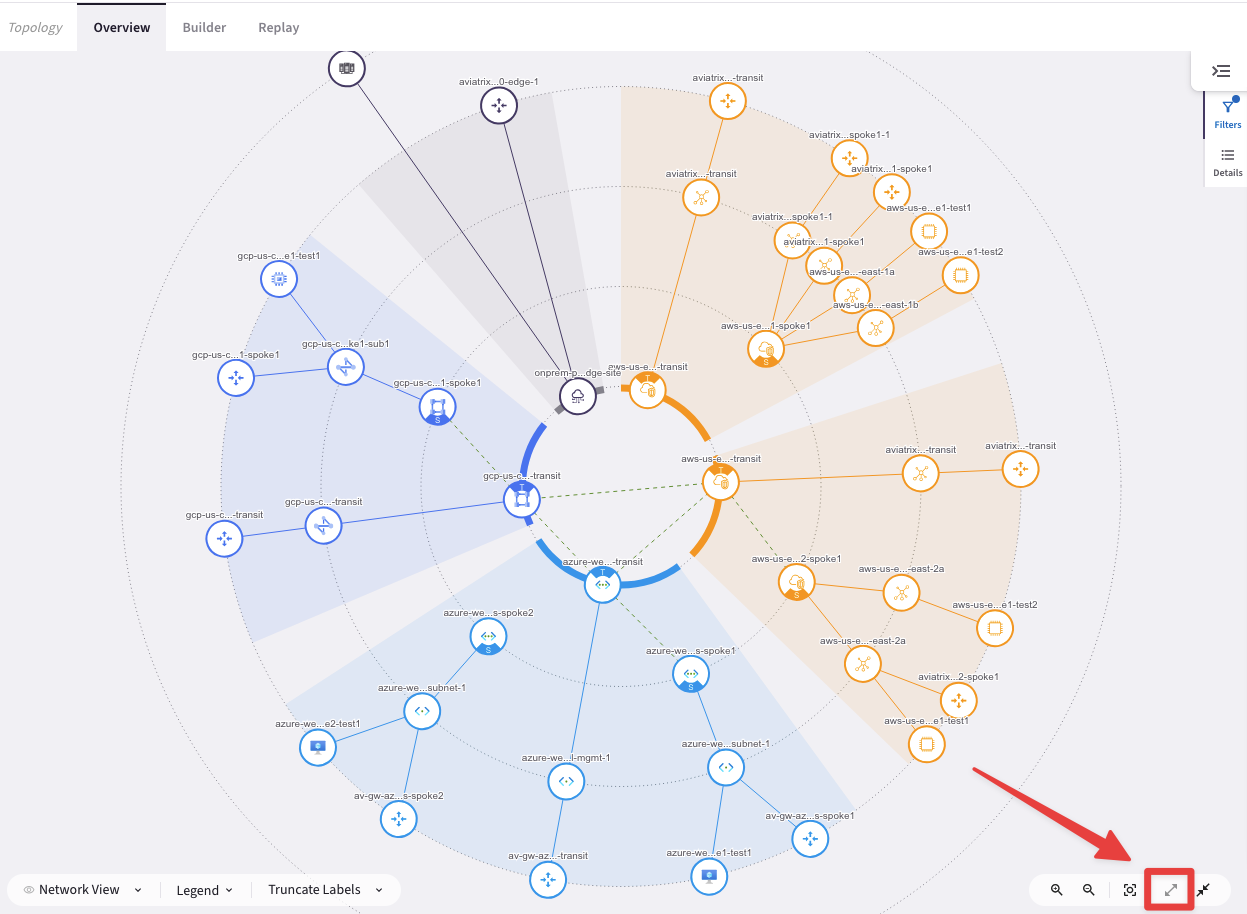 Topology
Overview
Builder
Replay
Filters
Details
aviatrix...0-edge-1
aviatrix...-transit
aviatrix...spoke1-1
aviatrix...1-spoke1
aviatrix...-transit
aws-us-e...e1-test1
aviatrix...spoke1-1
aviatrix...1-spoke1
aws-us-e...e1-test2
gcp-us-c...e1-test1
aws-us-e...-east-1a
aws-us-e...-east-1b
aws-us-e...1-spoke1
S
gcp-us-c...ke1-sub1
gcp-us-c...1-spoke1
gcp-us-c...1-spoke1
S
onprem-p...dge-site
aws-us-e...-transit
T
aviatrix...-transit
aviatrix...-transit
aws-us-e...-transit
T
gcp-us-c...-transit
T
gcp-us-c...-transit
gcp-us-c...-transit
azure-we...-transit
T
aws-us-e...2-spoke1
S
aws-us-e...-east-2a
aws-us-e...e1-test2
azure-we...s-spoke2
S
azure-we...s-spoke1
S
aws-us-e...-east-2a
aviatrix...2-spoke1
azure-we...subnet-1
aws-us-e...e1-test1
azure-we...e2-test1
azure-we...subnet-1
azure-we...l-mgmt-1
av-gw-az...s-spoke2
av-gw-az...s-spoke1
av-gw-az...-transit
azure-we...e1-test1
Network View
Legend
Truncate Labels